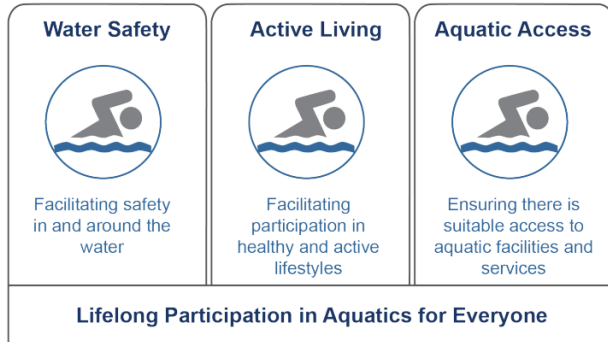 Water Safety
Facilitating safety
in and around the
water
Active Living
Facilitating
participation in
healthy and active
lifestyles
Aquatic Access
Ensuring there is
suitable access to
aquatic facilities and
services
Lifelong Participation in Aquatics for Everyone